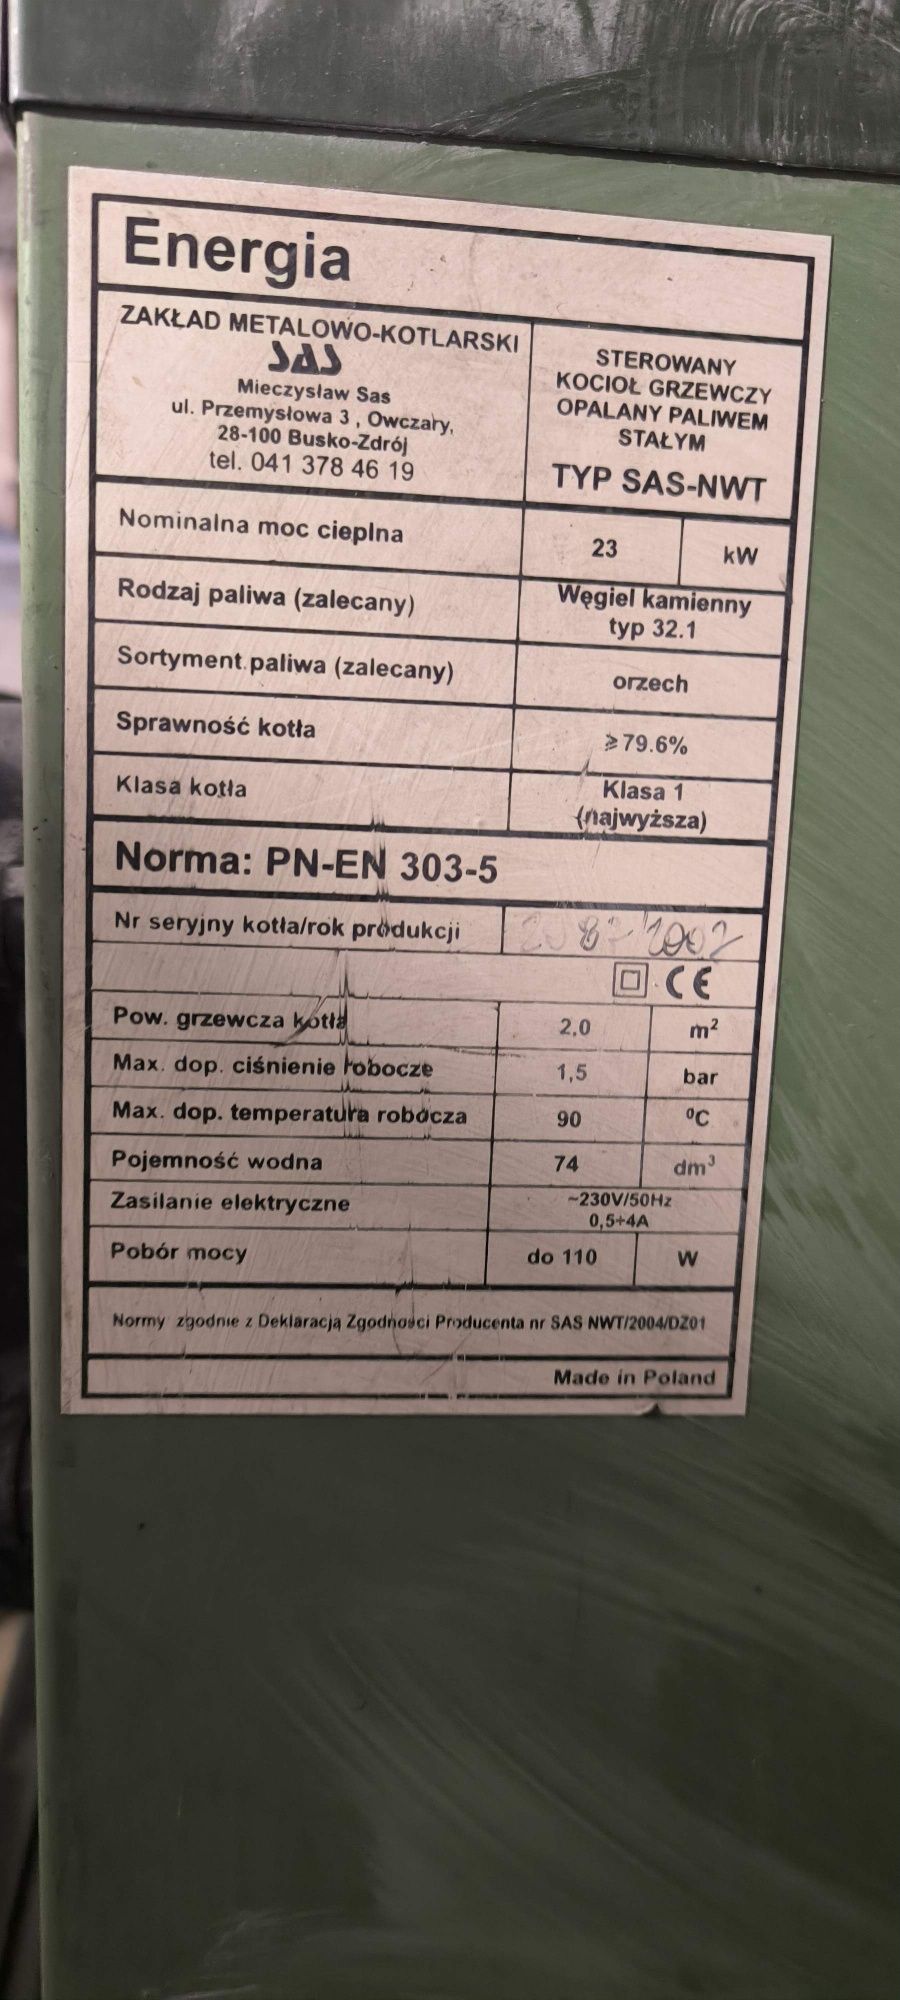 Energia
ZAKŁAD METALOWO-KOTLARSKI
SAS
Mieczysław Sas
ul. Przemysłowa 3 , Owczary,
28-100 Busko-Zdrój
tel. 041 378 46 19
STEROWANY
KOCIOŁ GRZEWCZY
OPALANY PALIWEM
STAŁYM
TYP SAS-NWT
Nominalna moc cieplna 23 kW
Rodzaj paliwa (zalecany) Węgiel kamienny
typ 32.1
Sortyment paliwa (zalecany) orzech
Sprawność kotła ≥79.6%
Klasa kotła Klasa 1
(najwyższa)
Norma: PN-EN 303-5
Nr seryjny kotła/rok produkcji
CE
Pow. grzewcza kotła 2,0 m²
Max. dop. ciśnienie robocze 1,5 bar
Max. dop. temperatura robocza 90 ⁰C
Pojemność wodna 74 dm³
Zasilanie elektryczne ~230V/50Hz
0,5÷4A
Pobór mocy do 110 W
Normy zgodnie z Deklaracją Zgodności Producenta nr SAS NWT/2004/DZ01
Made in Poland